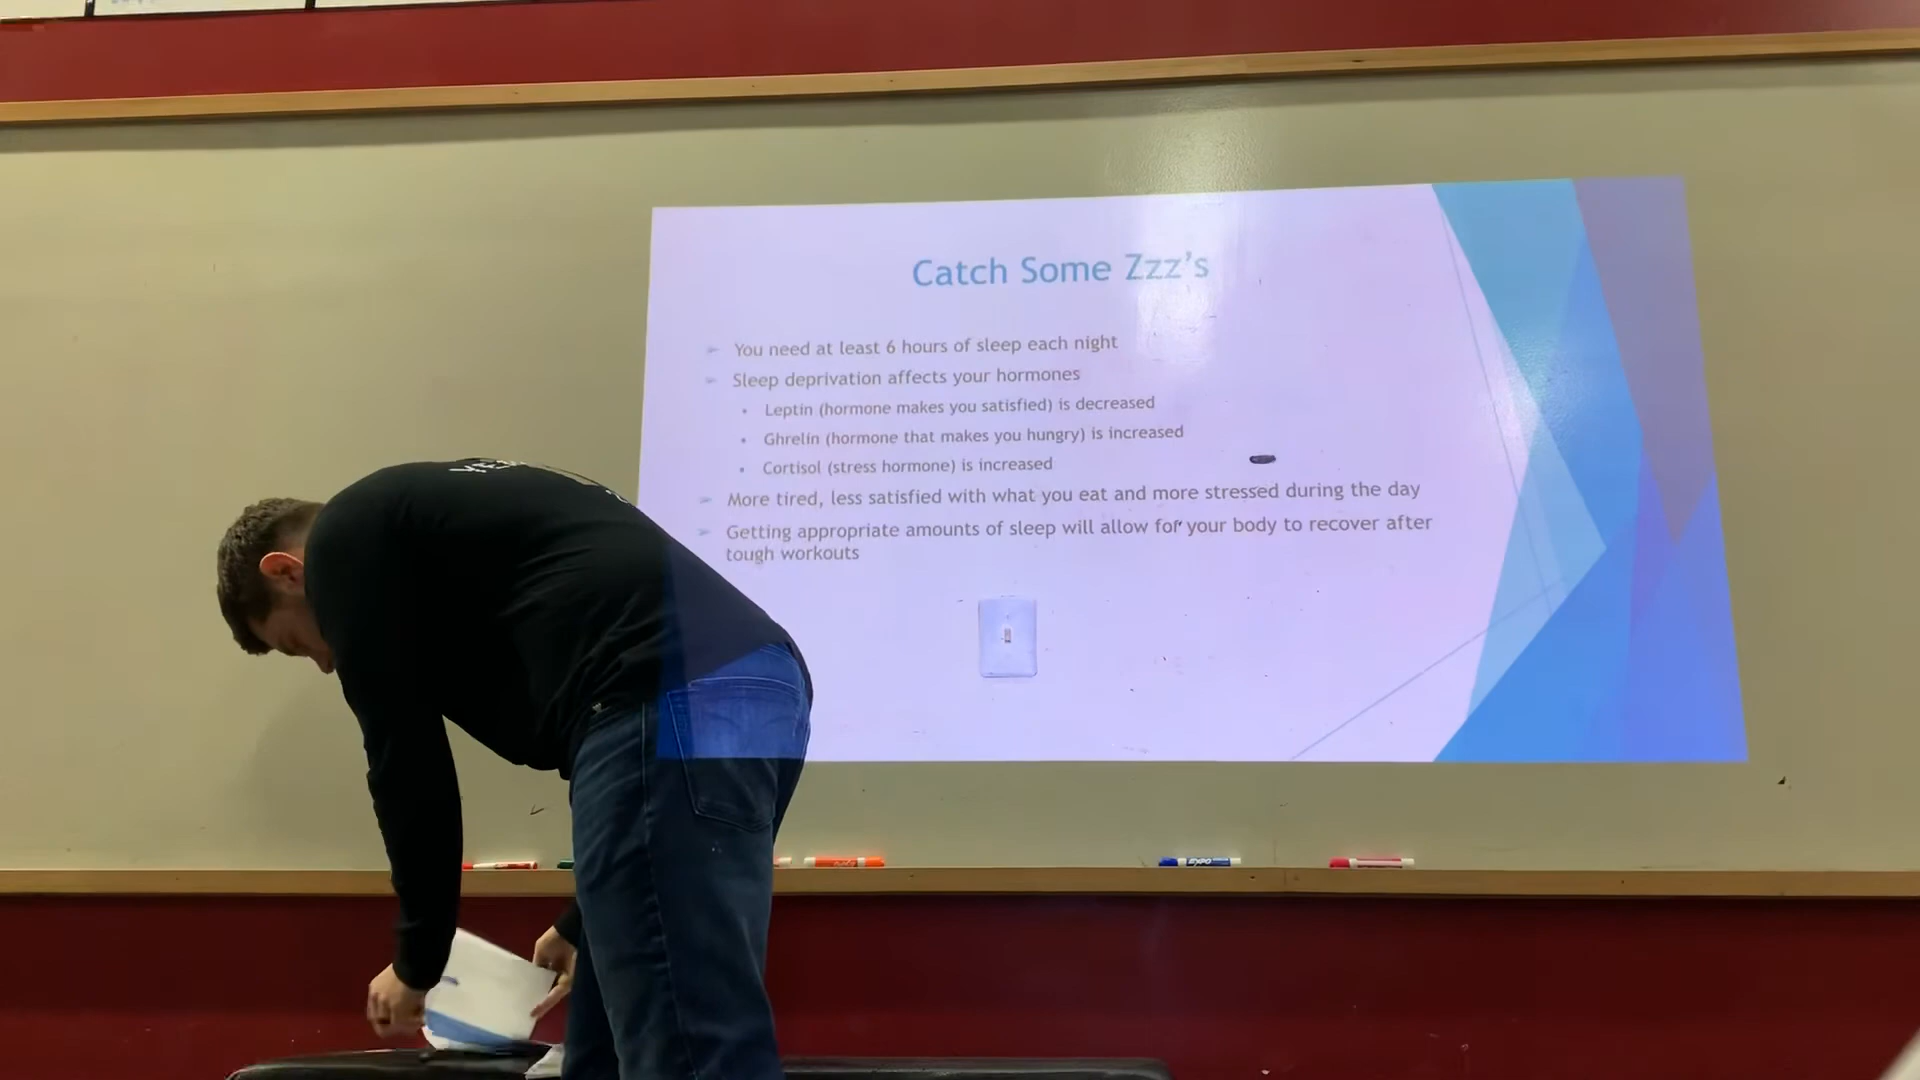 Catch Some Zzz's
You need at least 6 hours of sleep each night
Sleep deprivation affects your hormones
Leptin (hormone makes you satisfied) is decreased
Ghrelin (hormone that makes you hungry) is increased
Cortisol (stress hormone) is increased
More tired, less satisfied with what you eat and more stressed during the day
Getting appropriate amounts of sleep will allow for your body to recover after
tough workouts
EXPO